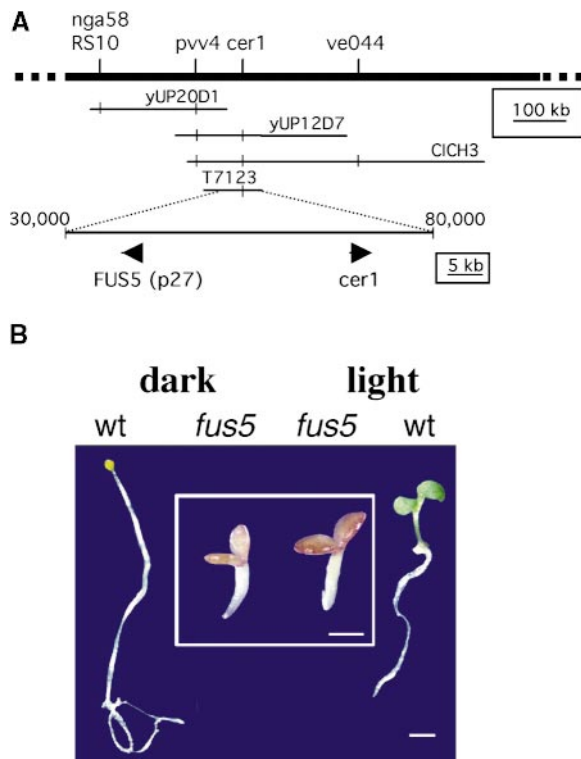 A
nga58
RS10 pvv4 cer1 ve044
yUP20D1
100 kb
yUP12D7
CICH3
T7123
30,000 80,000
5 kb
FUS5 (p27) cer1
B
dark light
wt fus5 fus5 wt